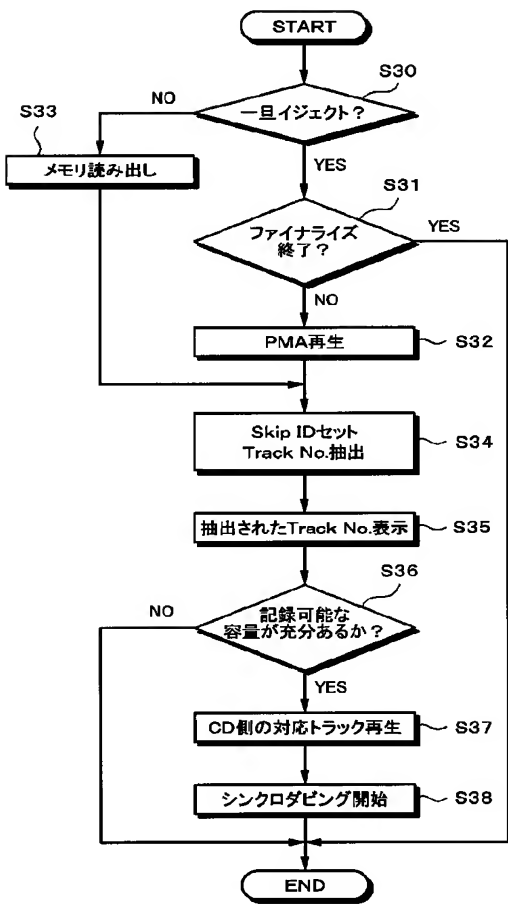 START
S30
一旦イジェクト？
NO
YES
S33
メモリ読み出し
S31
ファイナライズ
終了？
YES
NO
PMA再生
S32
Skip IDセット
Track No.抽出
S34
抽出されたTrack No.表示
S35
S36
記録可能な
容量が充分あるか？
NO
YES
CD側の対応トラック再生
S37
シンクロダビング開始
S38
END